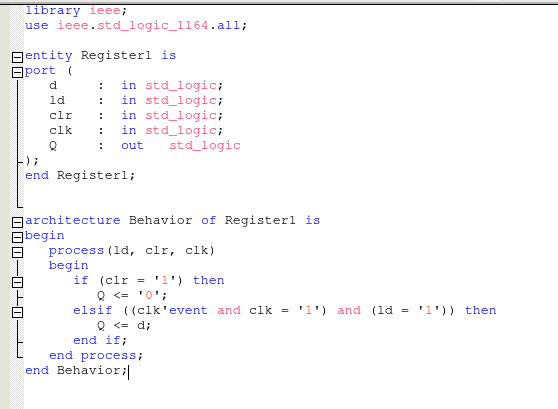 library ieee;
use ieee.std_logic_1164.all;
entity Register1 is
port (
d : in std_logic;
ld : in std_logic;
clr : in std_logic;
clk : in std_logic;
Q : out std_logic
);
end Register1;
architecture Behavior of Register1 is
begin
process(ld, clr, clk)
begin
if (clr = '1') then
Q <= '0';
elsif ((clk'event and clk = '1') and (ld = '1')) then
Q <= d;
end if;
end process;
end Behavior;